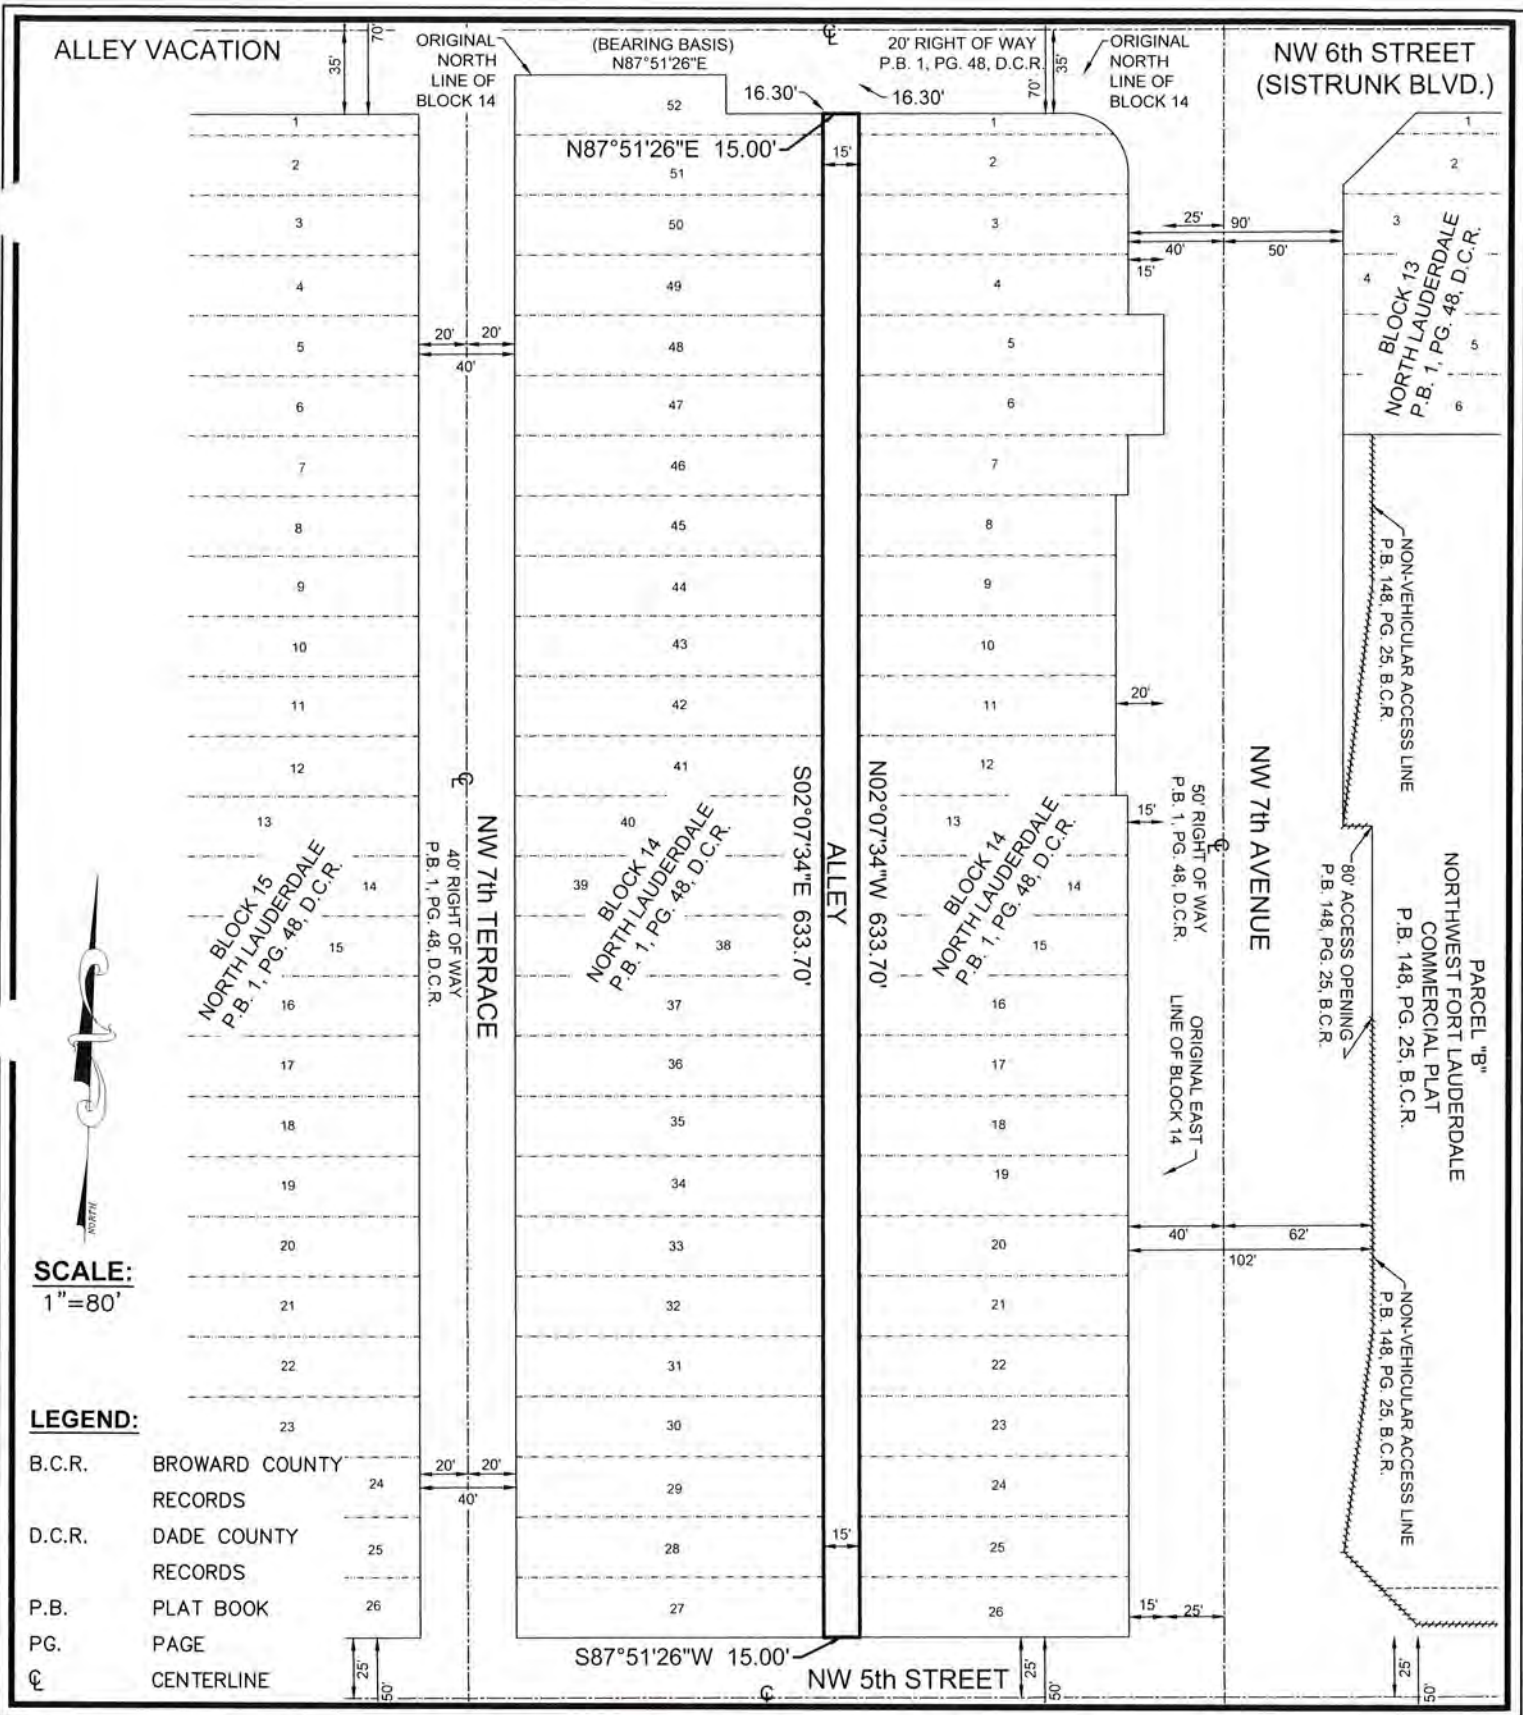 ALLEY VACATION
35'
70'
ORIGINAL
NORTH
LINE OF
BLOCK 14
(BEARING BASIS)
N87°51'26"E
℄
20' RIGHT OF WAY
P.B. 1, PG. 48, D.C.R.
70'
35'
ORIGINAL
NORTH
LINE OF
BLOCK 14
NW 6th STREET
(SISTRUNK BLVD.)
16.30'
16.30'
N87°51'26"E 15.00'
15'
1
2
3
4
5
6
7
8
9
10
11
12
13
14
15
16
17
18
19
20
21
22
23
24
25
26
BLOCK 15
NORTH LAUDERDALE
P.B. 1, PG. 48, D.C.R.
20'
20'
40'
℄
NW 7th TERRACE
40' RIGHT OF WAY
P.B. 1, PG. 48, D.C.R.
20'
20'
40'
52
51
50
49
48
47
46
45
44
43
42
41
40
39
38
37
36
35
34
33
32
31
30
29
28
27
BLOCK 14
NORTH LAUDERDALE
P.B. 1, PG. 48, D.C.R.
S02°07'34"E 633.70'
ALLEY
N02°07'34"W 633.70'
15'
1
2
3
4
5
6
7
8
9
10
11
12
13
14
15
16
17
18
19
20
21
22
23
24
25
26
BLOCK 14
NORTH LAUDERDALE
P.B. 1, PG. 48, D.C.R.
25'
90'
40'
50'
15'
20'
15'
50' RIGHT OF WAY
P.B. 1, PG. 48, D.C.R.
℄
NW 7th AVENUE
ORIGINAL EAST
LINE OF BLOCK 14
40'
62'
102'
15'
25'
1
2
3
4
5
6
BLOCK 13
NORTH LAUDERDALE
P.B. 1, PG. 48, D.C.R.
NON-VEHICULAR ACCESS LINE
P.B. 148, PG. 25, B.C.R.
80' ACCESS OPENING
P.B. 148, PG. 25, B.C.R.
PARCEL "B"
NORTHWEST FORT LAUDERDALE
COMMERCIAL PLAT
P.B. 148, PG. 25, B.C.R.
NON-VEHICULAR ACCESS LINE
P.B. 148, PG. 25, B.C.R.
NORTH
SCALE:
1"=80'
LEGEND:
B.C.R. BROWARD COUNTY
RECORDS
D.C.R. DADE COUNTY
RECORDS
P.B. PLAT BOOK
PG. PAGE
℄ CENTERLINE
25'
50'
S87°51'26"W 15.00'
℄
NW 5th STREET
25'
50'
25'
50'